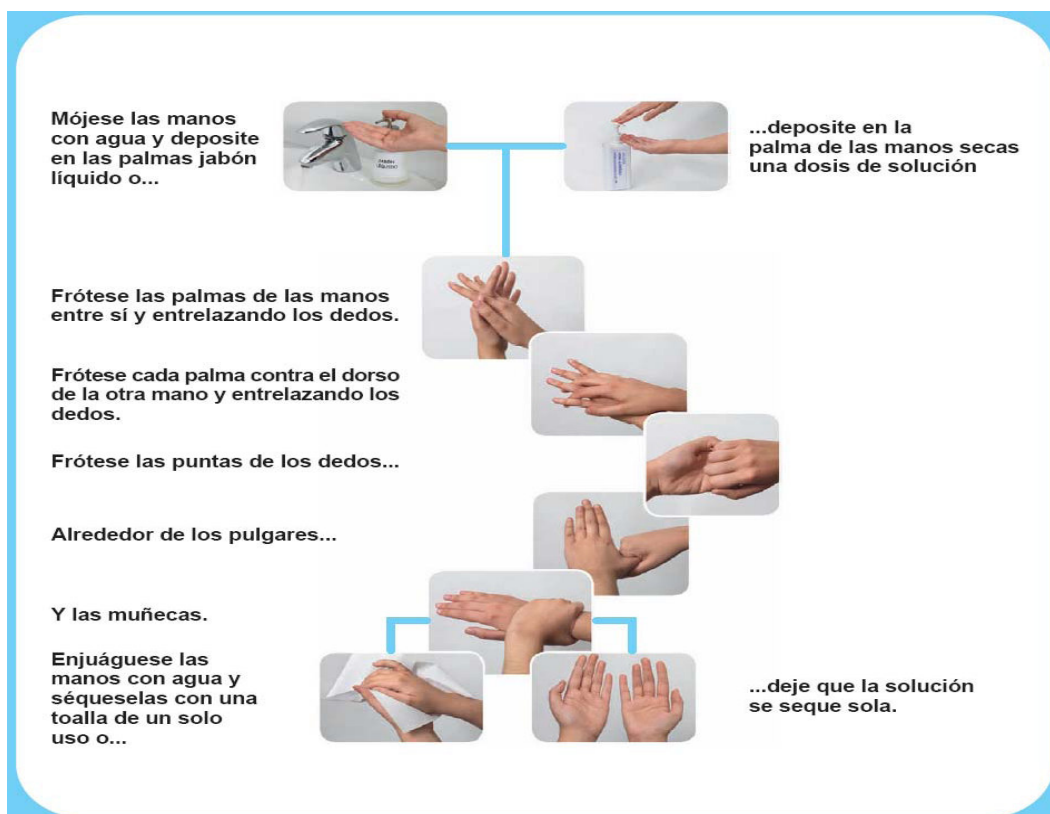 Mójese las manos
con agua y deposite
en las palmas jabón
líquido o...
...deposite en la
palma de las manos secas
una dosis de solución
Frótese las palmas de las manos
entre sí y entrelazando los dedos.
Frótese cada palma contra el dorso
de la otra mano y entrelazando los
dedos.
Frótese las puntas de los dedos...
Alrededor de los pulgares...
Y las muñecas.
Enjuáguese las
manos con agua y
séqueselas con una
toalla de un solo
uso o...
...deje que la solución
se seque sola.